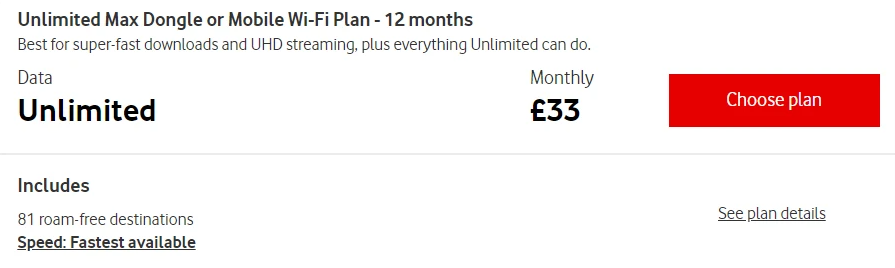 Unlimited Max Dongle or Mobile Wi-Fi Plan - 12 months
Best for super-fast downloads and UHD streaming, plus everything Unlimited can do.
Data
Monthly
Unlimited
£33
Choose plan
Includes
81 roam-free destinations
See plan details
Speed: Fastest available